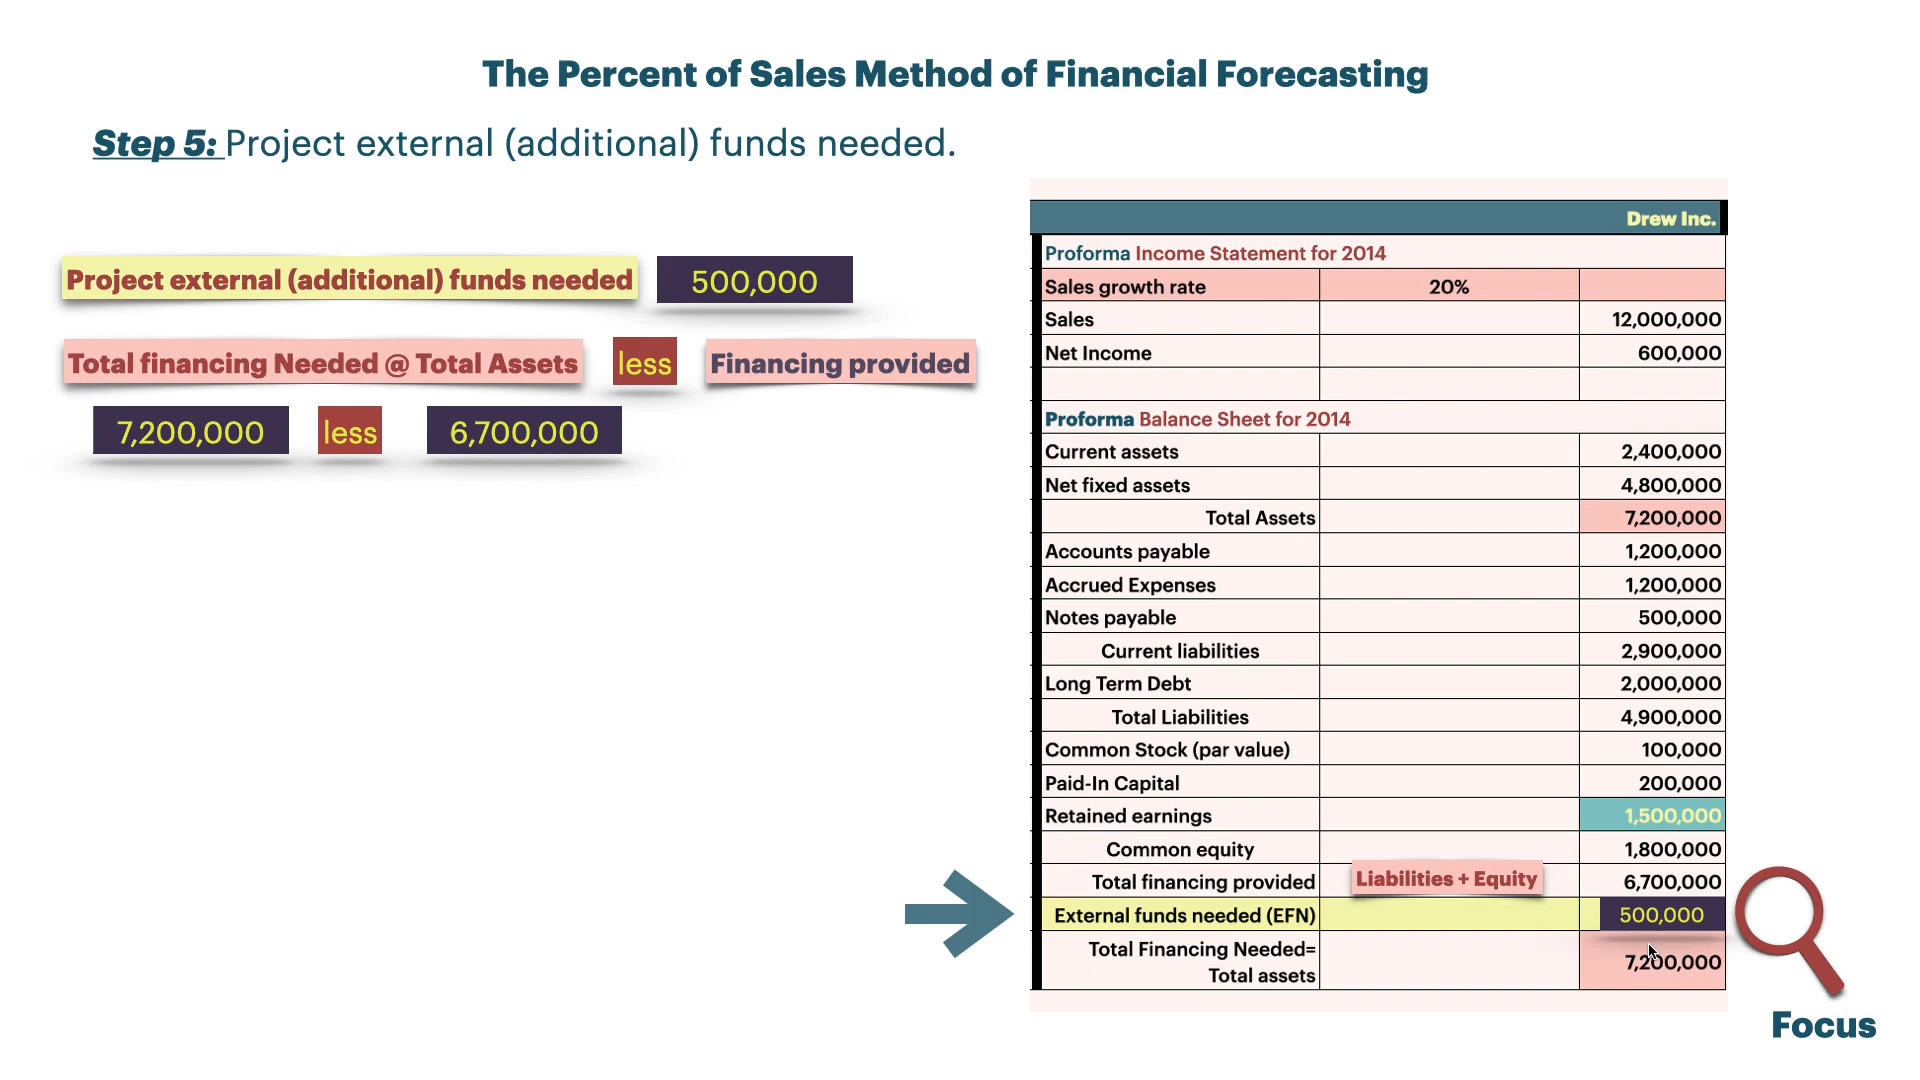 The Percent of Sales Method of Financial Forecasting
Step 5: Project external (additional) funds needed.
Project external (additional) funds needed 500,000
Total financing Needed @ Total Assets less Financing provided
7,200,000 less 6,700,000
Drew Inc.
Proforma Income Statement for 2014
Sales growth rate 20%
Sales 12,000,000
Net Income 600,000
Proforma Balance Sheet for 2014
Current assets 2,400,000
Net fixed assets 4,800,000
Total Assets 7,200,000
Accounts payable 1,200,000
Accrued Expenses 1,200,000
Notes payable 500,000
Current liabilities 2,900,000
Long Term Debt 2,000,000
Total Liabilities 4,900,000
Common Stock (par value) 100,000
Paid-In Capital 200,000
Retained earnings 1,500,000
Common equity 1,800,000
Total financing provided Liabilities + Equity 6,700,000
External funds needed (EFN) 500,000
Total Financing Needed=
Total assets 7,200,000
Focus